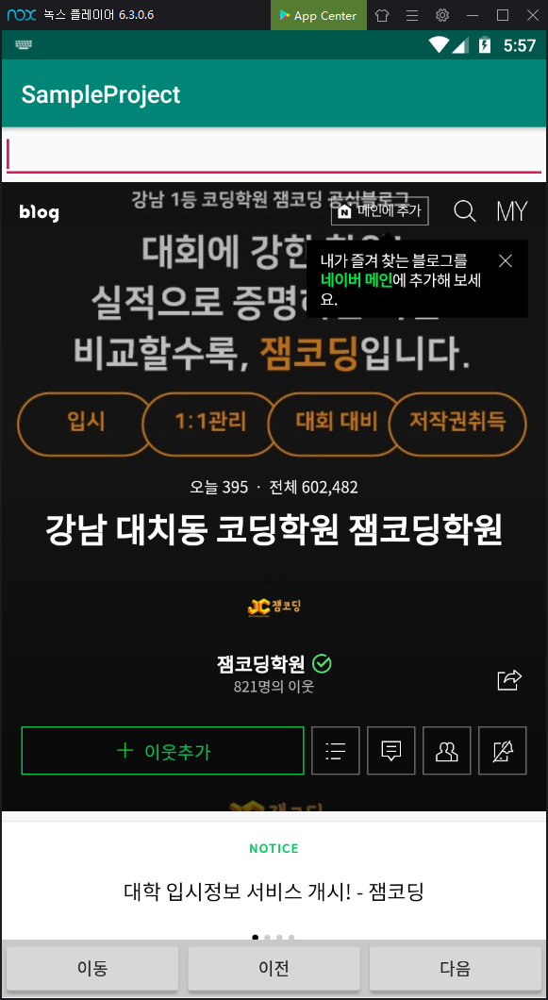 nox 녹스 플레이어 6.3.0.6
App Center
5:57
SampleProject
강남 1등 코딩학원 잼코딩 공식블로그
blog
메인에 추가
MY
대회에 강한
내가 즐겨 찾는 블로그를
네이버 메인에 추가해 보세
요.
실적으로 증명
비교할수록, 잼코딩입니다.
입시
1:1관리
대회 대비
저작권취득
오늘 395 · 전체 602,482
강남 대치동 코딩학원 잼코딩학원
JC 잼코딩
잼코딩학원
821명의 이웃
+ 이웃추가
잼코딩
NOTICE
대학 입시정보 서비스 개시! - 잼코딩
이동
이전
다음